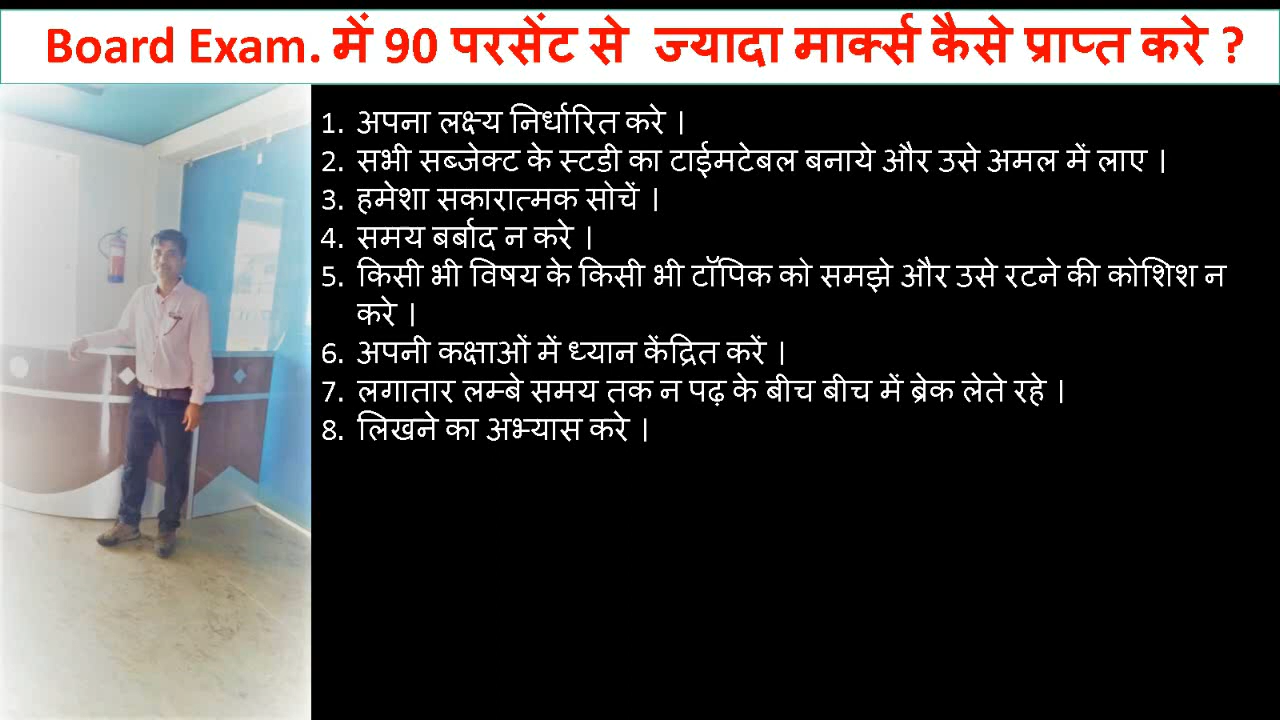 Board Exam. में 90 परसेंट से ज्यादा मार्क्स कैसे प्राप्त करे ?
1. अपना लक्ष्य निर्धारित करे ।
2. सभी सब्जेक्ट के स्टडी का टाईमटेबल बनाये और उसे अमल में लाए ।
3. हमेशा सकारात्मक सोचें ।
4. समय बर्बाद न करे ।
5. किसी भी विषय के किसी भी टॉपिक को समझे और उसे रटने की कोशिश न
करे ।
6. अपनी कक्षाओं में ध्यान केंद्रित करें ।
7. लगातार लम्बे समय तक न पढ़ के बीच बीच में ब्रेक लेते रहे ।
8. लिखने का अभ्यास करे ।